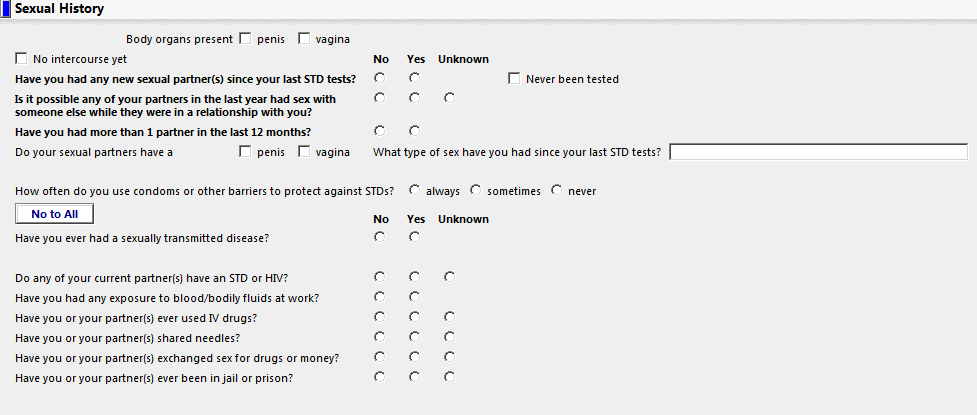 Sexual History
Body organs present penis vagina
No intercourse yet No Yes Unknown
Have you had any new sexual partner(s) since your last STD tests? Never been tested
Is it possible any of your partners in the last year had sex with
someone else while they were in a relationship with you?
Have you had more than 1 partner in the last 12 months?
Do your sexual partners have a penis vagina What type of sex have you had since your last STD tests?
How often do you use condoms or other barriers to protect against STDs? always sometimes never
No to All
No Yes Unknown
Have you ever had a sexually transmitted disease?
Do any of your current partner(s) have an STD or HIV?
Have you had any exposure to blood/bodily fluids at work?
Have you or your partner(s) ever used IV drugs?
Have you or your partner(s) shared needles?
Have you or your partner(s) exchanged sex for drugs or money?
Have you or your partner(s) ever been in jail or prison?